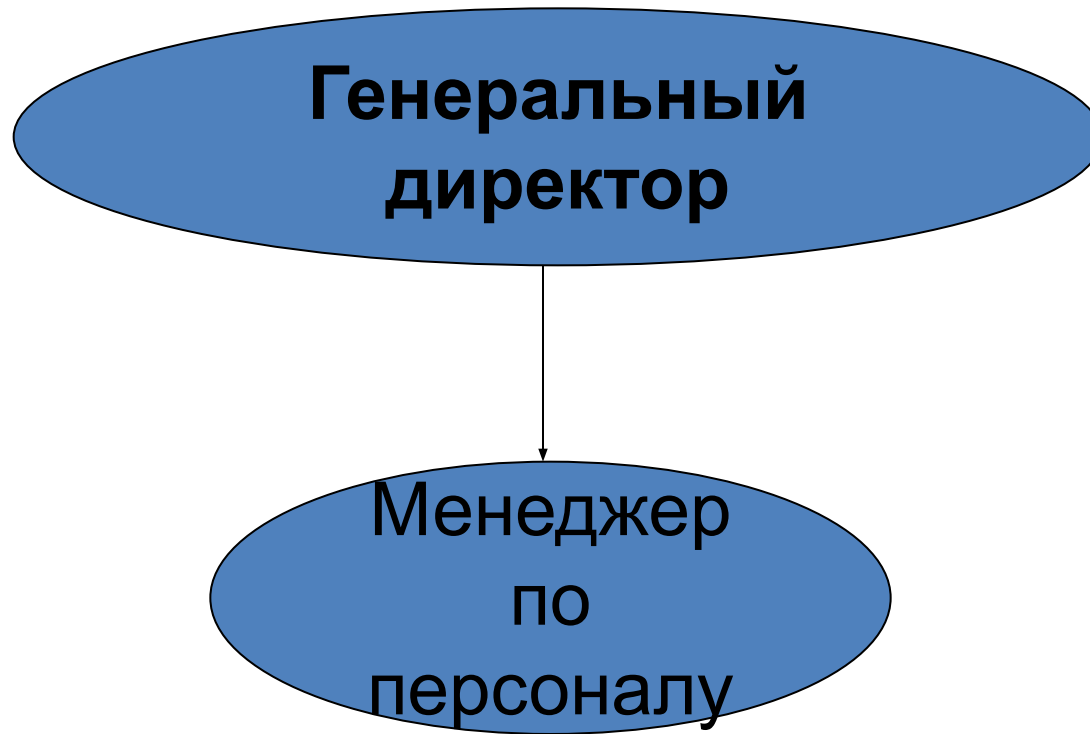 Генеральный
директор
Менеджер
по
персоналу